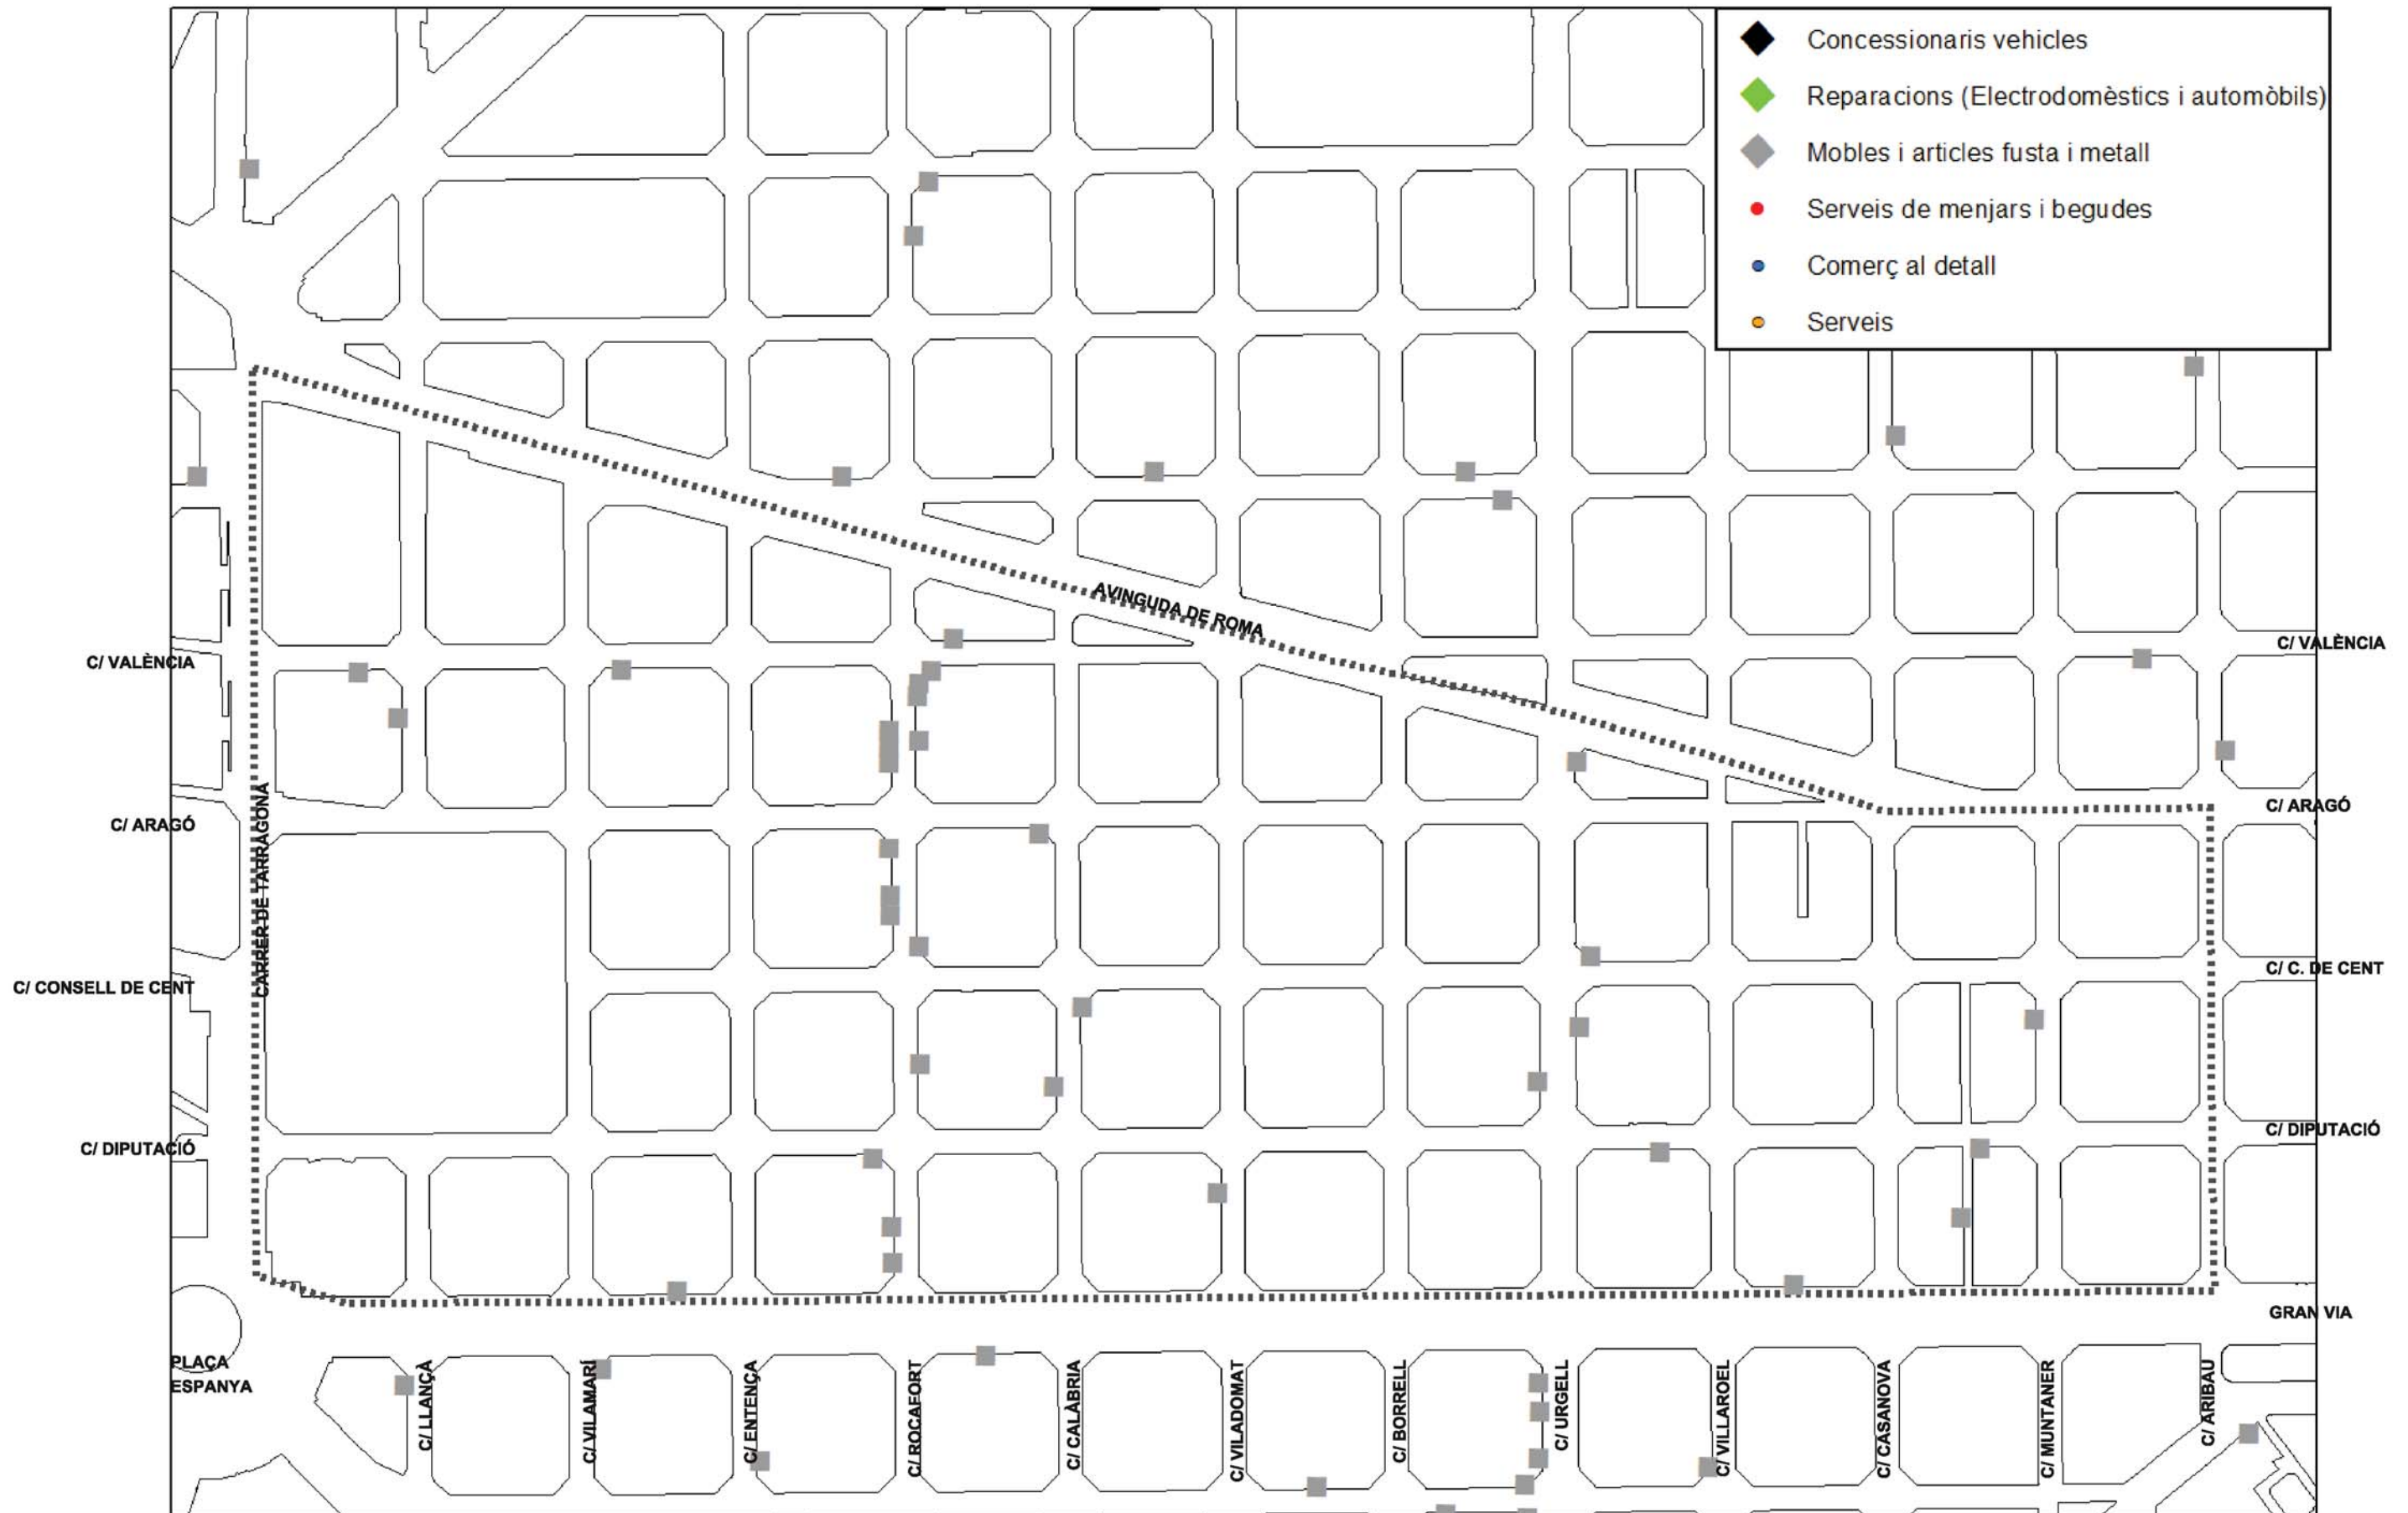 Concessionaris vehicles
Reparacions (Electrodomèstics i automòbils)
Mobles i articles fusta i metall
Serveis de menjars i begudes
Comerç al detall
Serveis
AVINGUDA DE ROMA
C/ VALÈNCIA
C/ VALÈNCIA
C/ ARAGÓ
C/ ARAGÓ
CARRER DE TARRAGONA
C/ CONSELL DE CENT
C/ C. DE CENT
C/ DIPUTACIÓ
C/ DIPUTACIÓ
GRAN VIA
PLAÇA
ESPANYA
C/ LLANÇÀ
C/ VILAMARÍ
C/ ENTENÇA
C/ ROCAFORT
C/ CALÀBRIA
C/ VILADOMAT
C/ BORRELL
C/ URGELL
C/ VILLAROEL
C/ CASANOVA
C/ MUNTANER
C/ ARIBAU